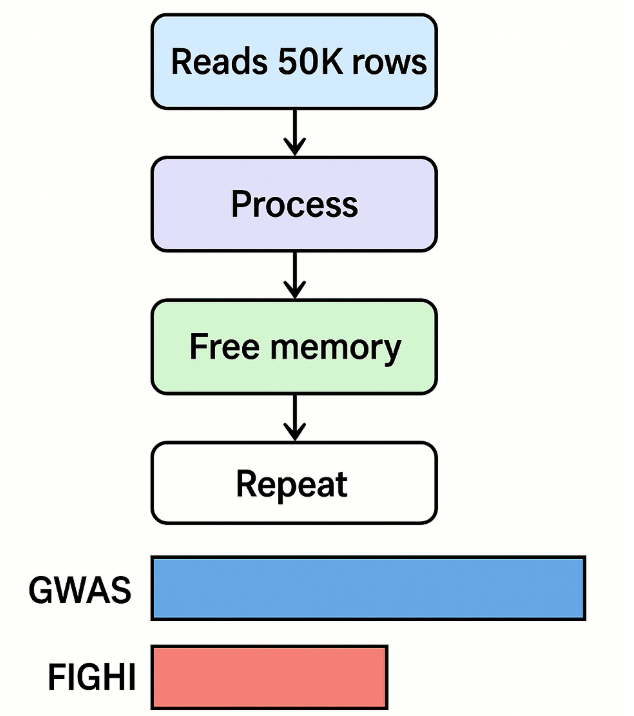 Reads 50K rows
Process
Free memory
Repeat
GWAS
FIGHI